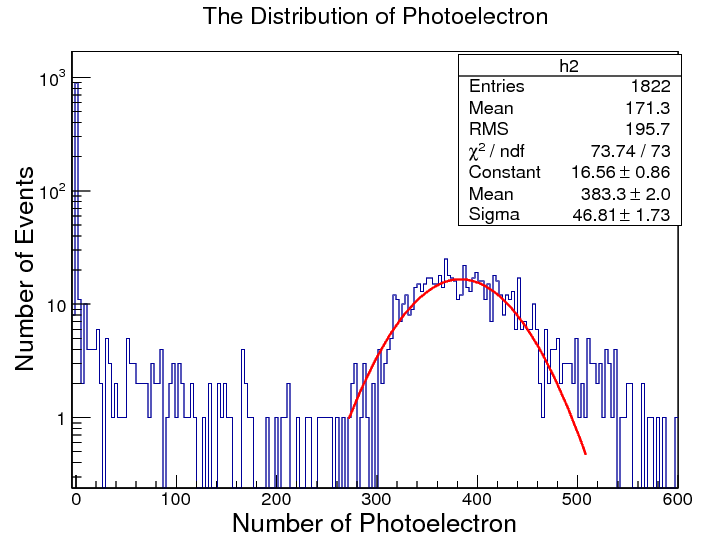 The Distribution of Photoelectron
h2
Entries 1822
Mean 171.3
RMS 195.7
χ² / ndf 73.74 / 73
Constant 16.56 ± 0.86
Mean 383.3 ± 2.0
Sigma 46.81 ± 1.73
Number of Events
10³
10²
10
1
0 100 200 300 400 500 600
Number of Photoelectron